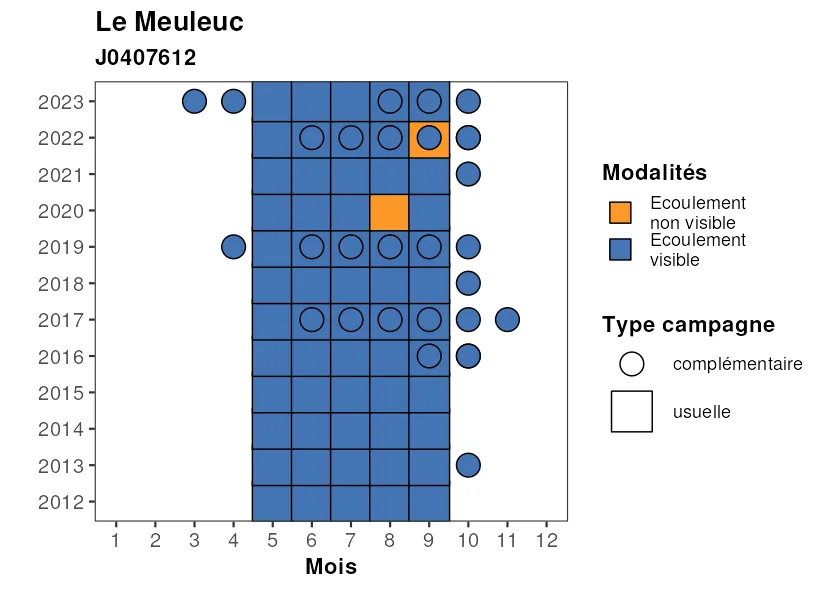 Le Meuleuc
J0407612
2023
2022
2021
2020
2019
2018
2017
2016
2015
2014
2013
2012
1 2 3 4 5 6 7 8 9 10 11 12
Mois
Modalités
Ecoulement
non visible
Ecoulement
visible
Type campagne
complémentaire
usuelle